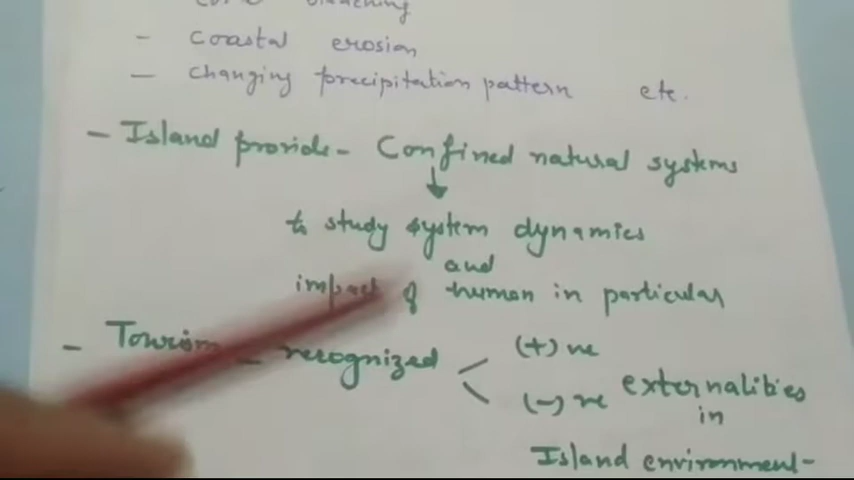 bleaching
- coastal erosion
- changing precipitation pattern etc.
- Island provide - Confined natural systems
↓
to study system dynamics
and
impact of human in particular
- Tourism - recognized (+) ve
(-) ve externalities
in
Island environment-